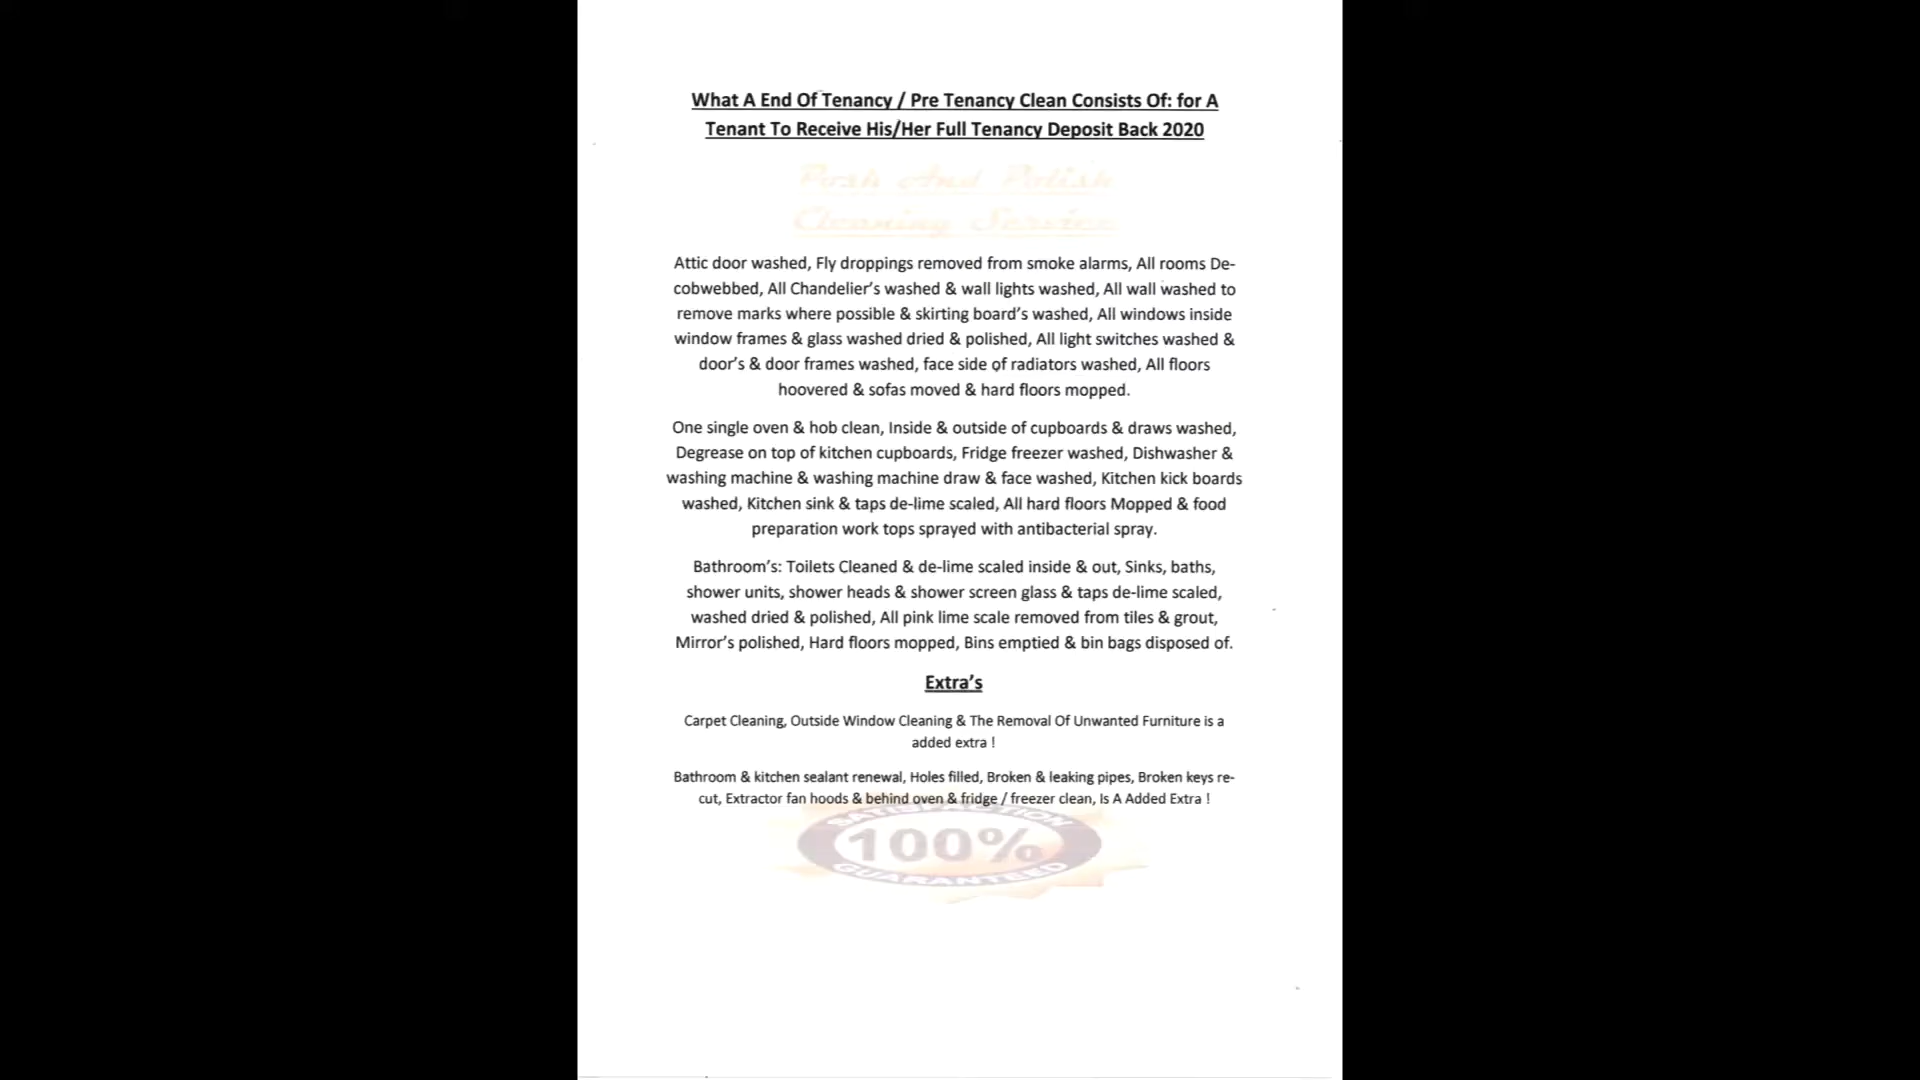 What A End Of Tenancy / Pre Tenancy Clean Consists Of: for A
Tenant To Receive His/Her Full Tenancy Deposit Back 2020
Posh And Polish
Cleaning Service
Attic door washed, Fly droppings removed from smoke alarms, All rooms De-
cobwebbed, All Chandelier’s washed & wall lights washed, All wall washed to
remove marks where possible & skirting board’s washed, All windows inside
window frames & glass washed dried & polished, All light switches washed &
door’s & door frames washed, face side of radiators washed, All floors
hoovered & sofas moved & hard floors mopped.
One single oven & hob clean, Inside & outside of cupboards & draws washed,
Degrease on top of kitchen cupboards, Fridge freezer washed, Dishwasher &
washing machine & washing machine draw & face washed, Kitchen kick boards
washed, Kitchen sink & taps de-lime scaled, All hard floors Mopped & food
preparation work tops sprayed with antibacterial spray.
Bathroom’s: Toilets Cleaned & de-lime scaled inside & out, Sinks, baths,
shower units, shower heads & shower screen glass & taps de-lime scaled,
washed dried & polished, All pink lime scale removed from tiles & grout,
Mirror’s polished, Hard floors mopped, Bins emptied & bin bags disposed of.
Extra’s
Carpet Cleaning, Outside Window Cleaning & The Removal Of Unwanted Furniture is a
added extra !
Bathroom & kitchen sealant renewal, Holes filled, Broken & leaking pipes, Broken keys re-
cut, Extractor fan hoods & behind oven & fridge / freezer clean, Is A Added Extra !
SATISFACTION
100%
GUARANTEED